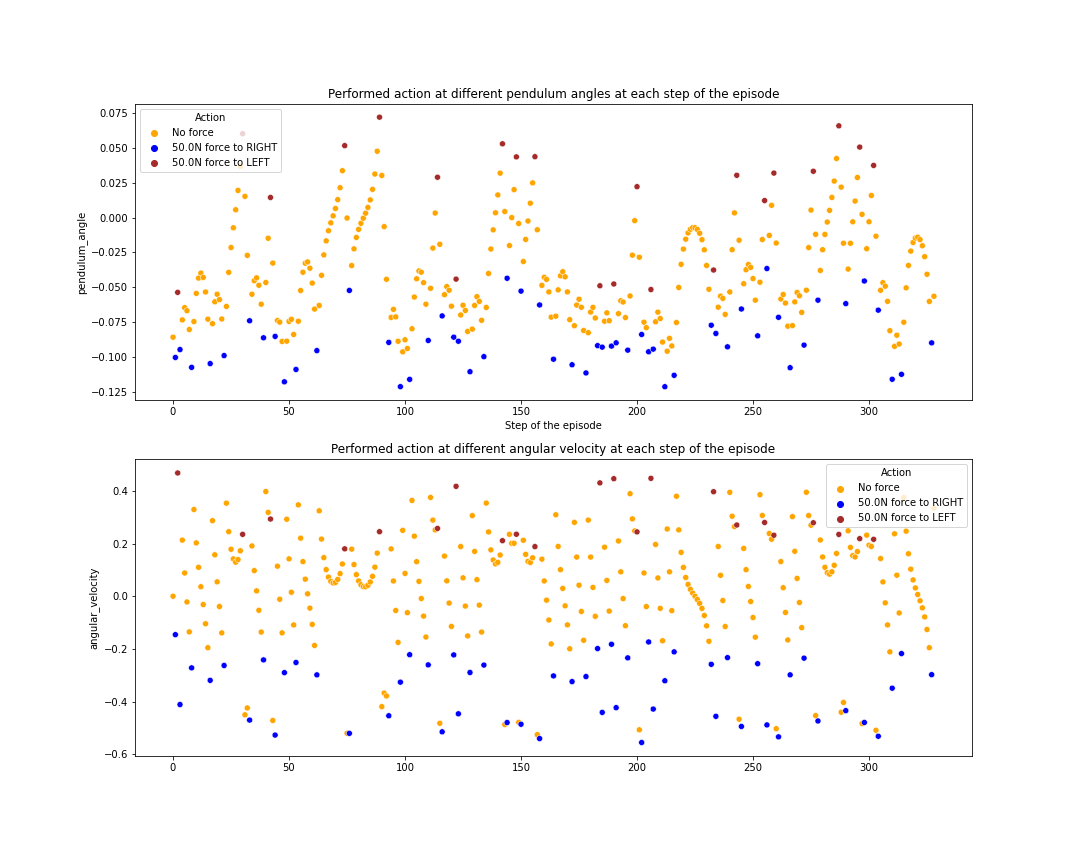 Performed action at different pendulum angles at each step of the episode
pendulum_angle
0.075
0.050
0.025
0.000
−0.025
−0.050
−0.075
−0.100
−0.125
Action
No force
50.0N force to RIGHT
50.0N force to LEFT
0 50 100 150 200 250 300
Step of the episode
Performed action at different angular velocity at each step of the episode
angular_velocity
0.4
0.2
0.0
−0.2
−0.4
−0.6
Action
No force
50.0N force to RIGHT
50.0N force to LEFT
0 50 100 150 200 250 300